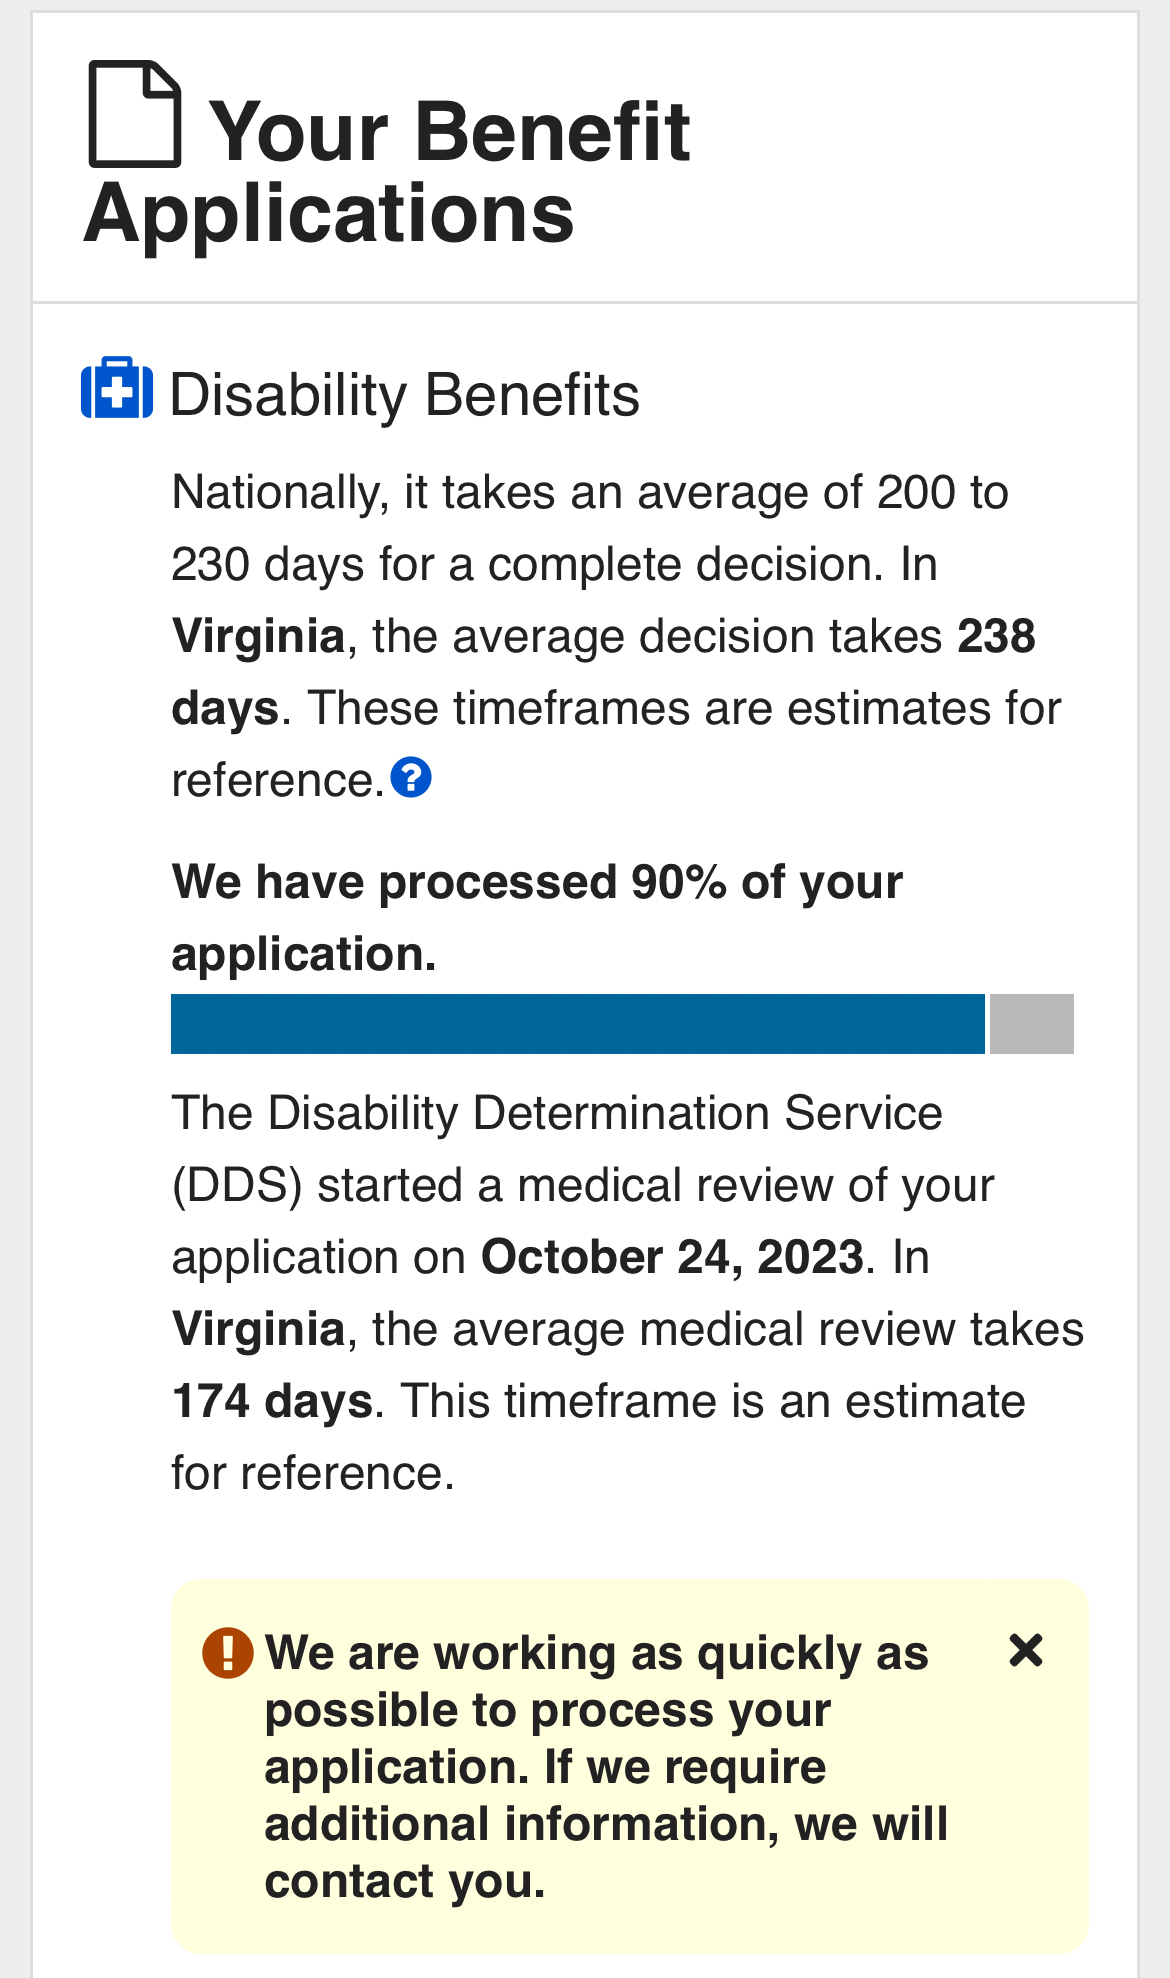 Your Benefit
Applications
Disability Benefits
Nationally, it takes an average of 200 to
230 days for a complete decision. In
Virginia, the average decision takes 238
days. These timeframes are estimates for
reference.
We have processed 90% of your
application.
The Disability Determination Service
(DDS) started a medical review of your
application on October 24, 2023. In
Virginia, the average medical review takes
174 days. This timeframe is an estimate
for reference.
We are working as quickly as
possible to process your
application. If we require
additional information, we will
contact you.